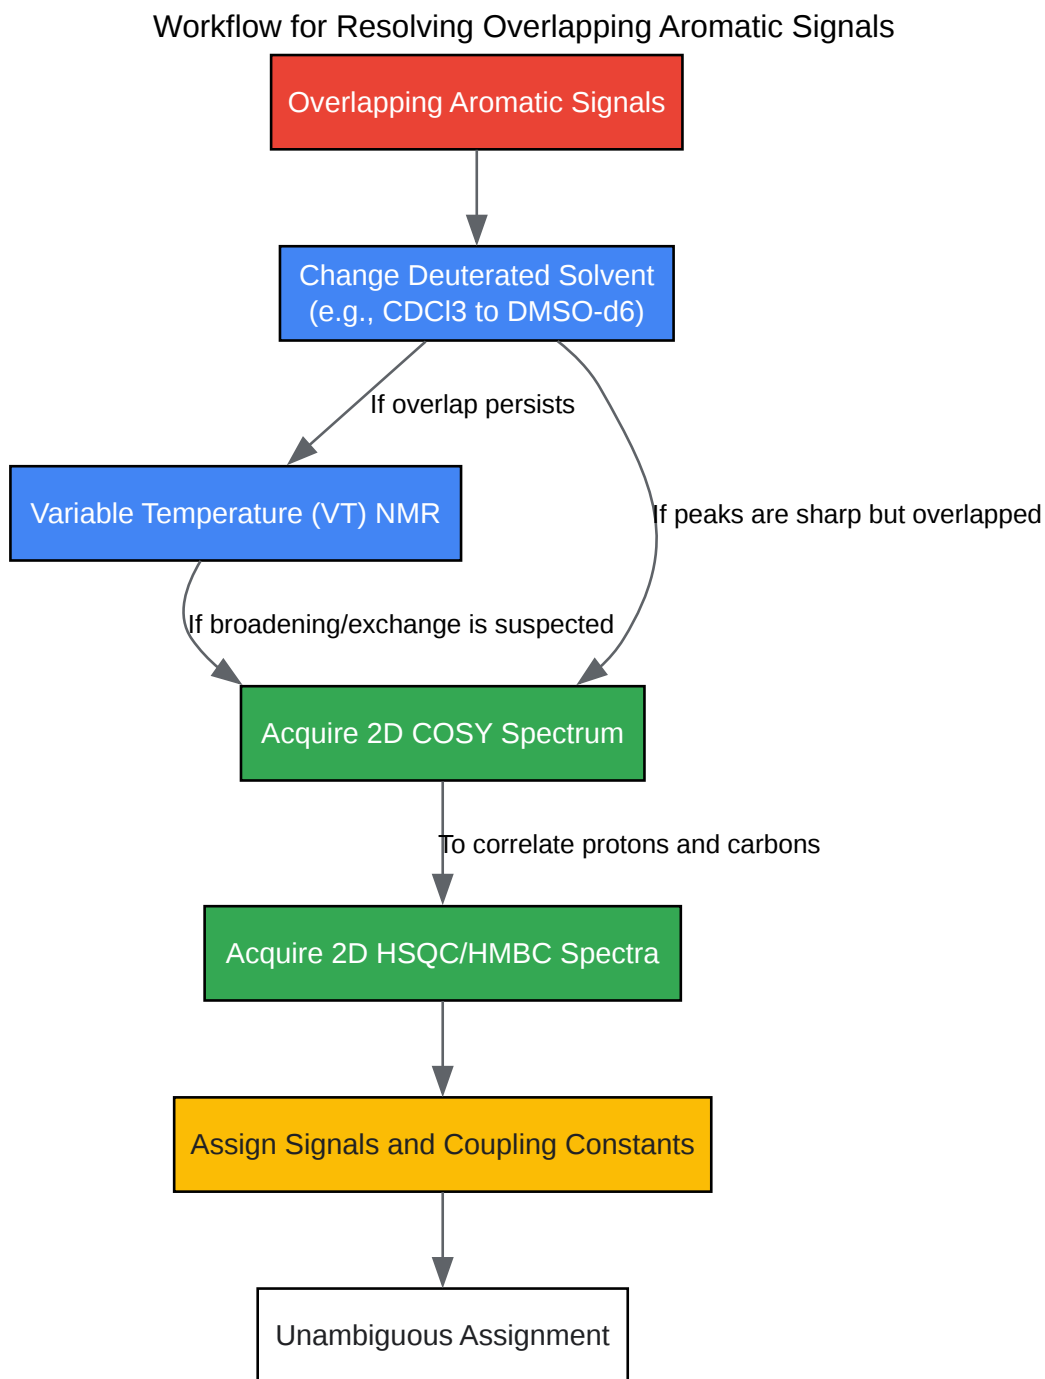 Workflow for Resolving Overlapping Aromatic Signals
Overlapping Aromatic Signals
Change Deuterated Solvent
(e.g., CDCl3 to DMSO-d6)
If overlap persists
Variable Temperature (VT) NMR
If peaks are sharp but overlapped
If broadening/exchange is suspected
Acquire 2D COSY Spectrum
To correlate protons and carbons
Acquire 2D HSQC/HMBC Spectra
Assign Signals and Coupling Constants
Unambiguous Assignment